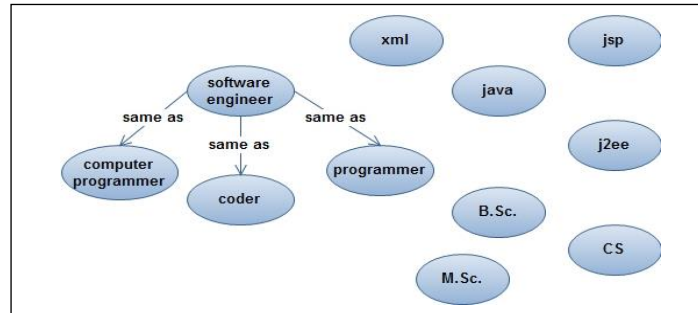 xml
jsp
software
engineer
java
same as
same as
same as
j2ee
computer
programmer
programmer
coder
B.Sc.
CS
M.Sc.